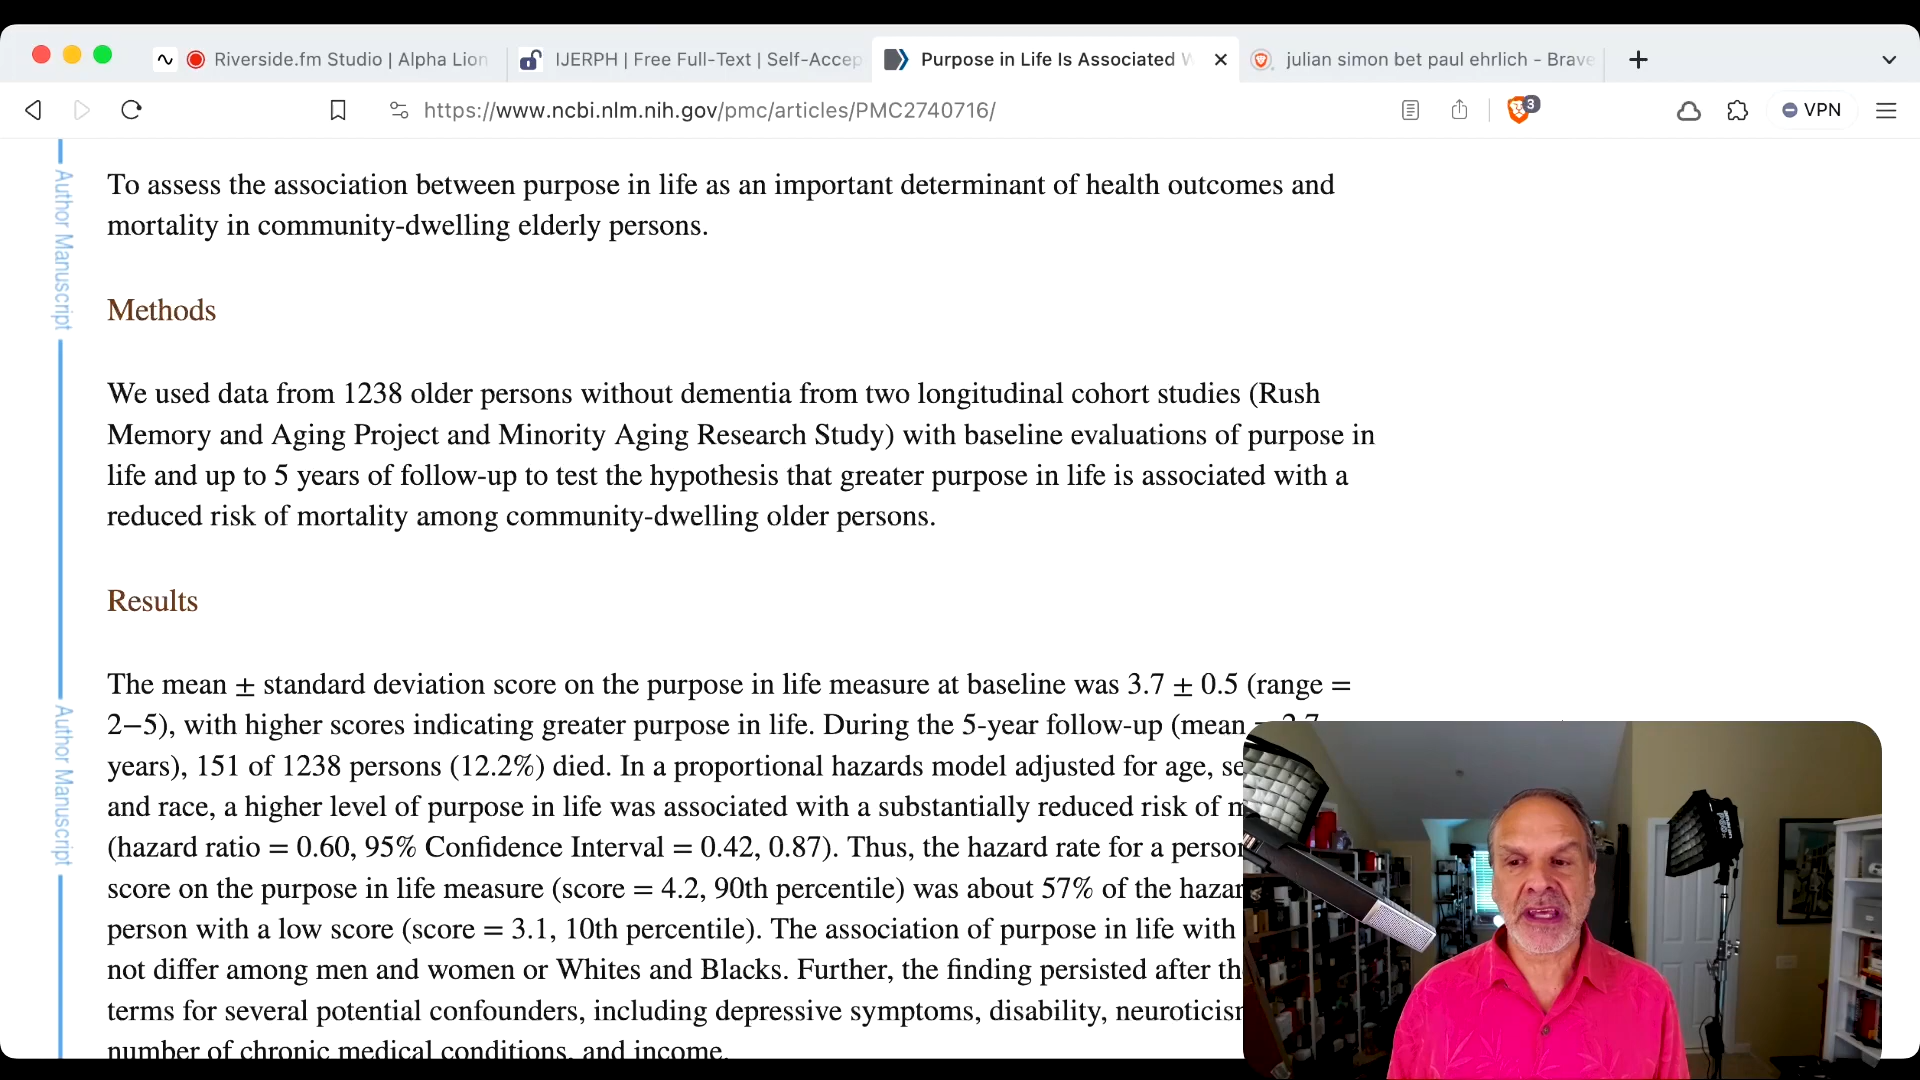 Riverside.fm Studio | Alpha Lion
IJERPH | Free Full-Text | Self-Accep
Purpose in Life Is Associated W
julian simon bet paul ehrlich - Brave
https://www.ncbi.nlm.nih.gov/pmc/articles/PMC2740716/
3
VPN
Author Manuscript
To assess the association between purpose in life as an important determinant of health outcomes and
mortality in community-dwelling elderly persons.
Methods
We used data from 1238 older persons without dementia from two longitudinal cohort studies (Rush
Memory and Aging Project and Minority Aging Research Study) with baseline evaluations of purpose in
life and up to 5 years of follow-up to test the hypothesis that greater purpose in life is associated with a
reduced risk of mortality among community-dwelling older persons.
Results
Author Manuscript
The mean ± standard deviation score on the purpose in life measure at baseline was 3.7 ± 0.5 (range =
2–5), with higher scores indicating greater purpose in life. During the 5-year follow-up (mean = 2.7
years), 151 of 1238 persons (12.2%) died. In a proportional hazards model adjusted for age, se
and race, a higher level of purpose in life was associated with a substantially reduced risk of m
(hazard ratio = 0.60, 95% Confidence Interval = 0.42, 0.87). Thus, the hazard rate for a person
score on the purpose in life measure (score = 4.2, 90th percentile) was about 57% of the hazar
person with a low score (score = 3.1, 10th percentile). The association of purpose in life with
not differ among men and women or Whites and Blacks. Further, the finding persisted after th
terms for several potential confounders, including depressive symptoms, disability, neuroticism
number of chronic medical conditions, and income.